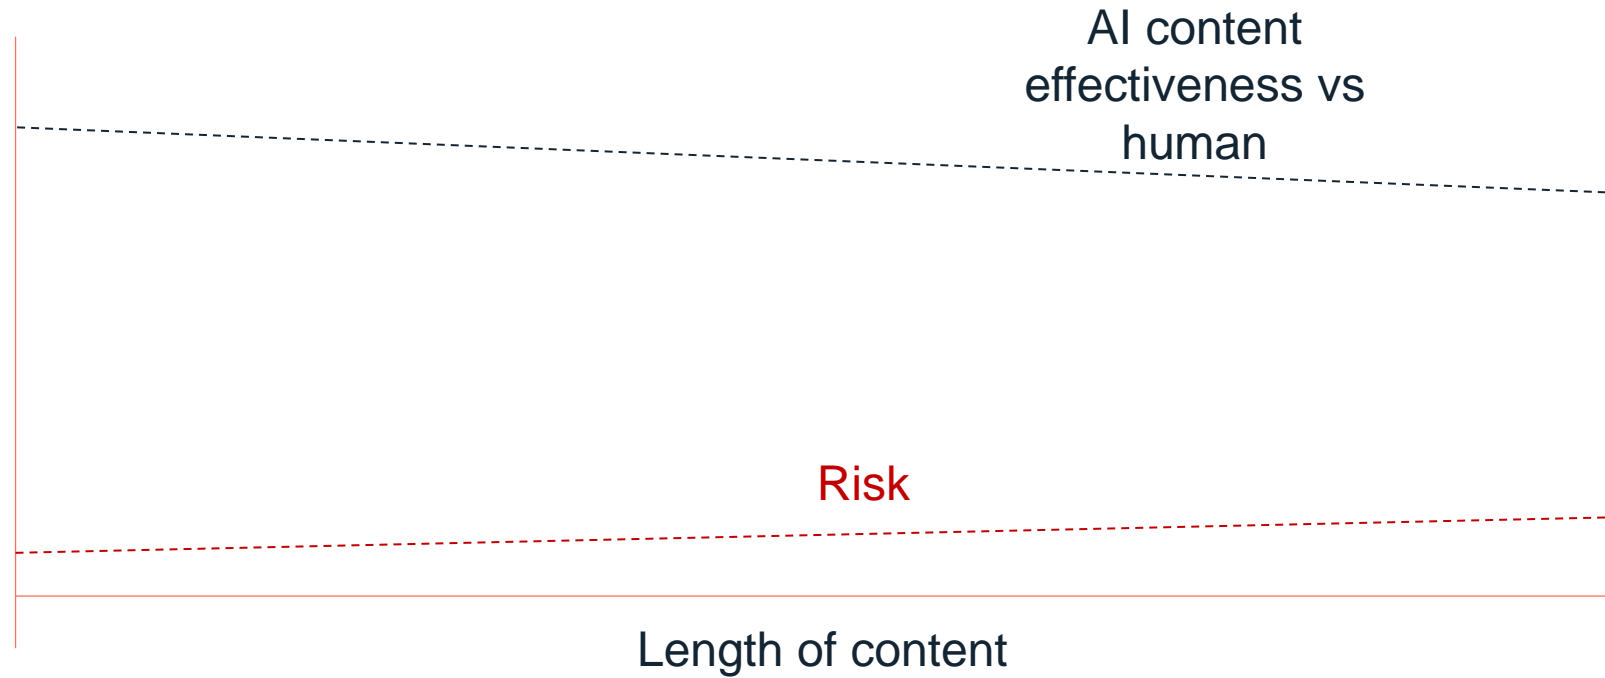 AI content
effectiveness vs
human
Risk
Length of content